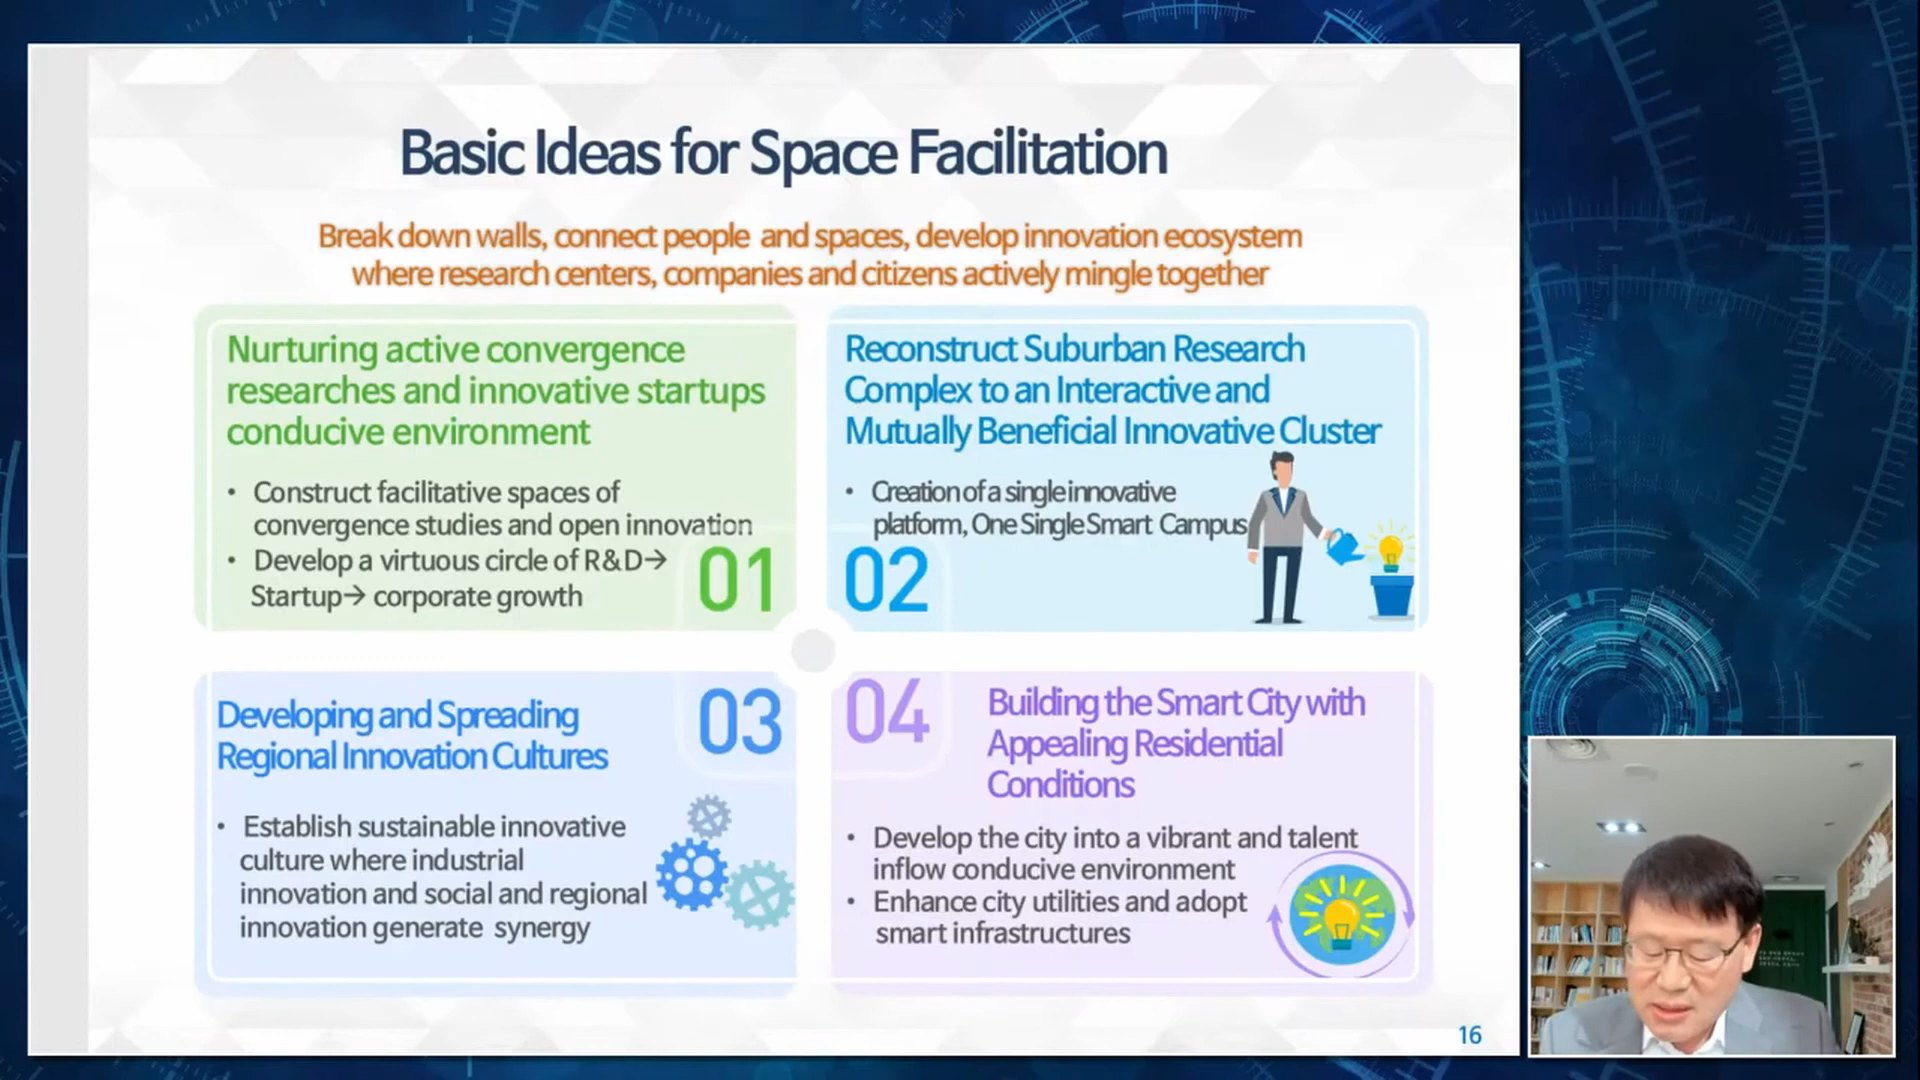 Basic Ideas for Space Facilitation
Break down walls, connect people and spaces, develop innovation ecosystem
where research centers, companies and citizens actively mingle together
Nurturing active convergence
researches and innovative startups
conducive environment
• Construct facilitative spaces of
convergence studies and open innovation
• Develop a virtuous circle of R&D→
Startup→ corporate growth
01
Reconstruct Suburban Research
Complex to an Interactive and
Mutually Beneficial Innovative Cluster
• Creation of a single innovative
platform, One Single Smart Campus
02
Developing and Spreading
Regional Innovation Cultures
03
• Establish sustainable innovative
culture where industrial
innovation and social and regional
innovation generate synergy
04
Building the Smart City with
Appealing Residential
Conditions
• Develop the city into a vibrant and talent
inflow conducive environment
• Enhance city utilities and adopt
smart infrastructures
16